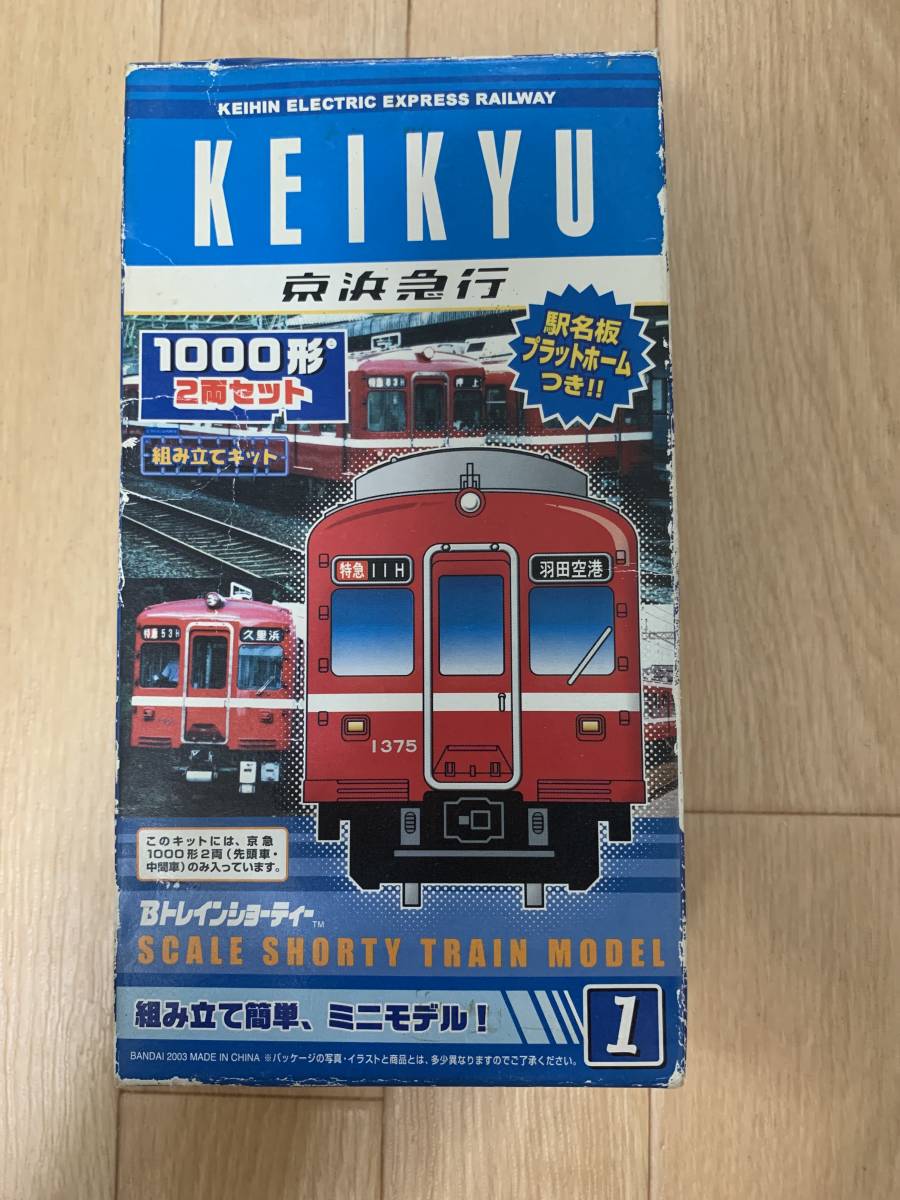 KEIHIN ELECTRIC EXPRESS RAILWAY
KEIKYU
京浜急行
駅名板
プラットホーム
つき!!
1000形
2両セット
組み立てキット
特急 83H
押上
特急 11H
羽田空港
特急 53H
久里浜
1375
このキットには、京急
1000形2両(先頭車・
中間車)のみ入っています。
Bトレインショーティー™
SCALE SHORTY TRAIN MODEL
組み立て簡単、ミニモデル!
1
BANDAI 2003 MADE IN CHINA ※パッケージの写真・イラストと商品とは、多少異なりますのでご了承ください。